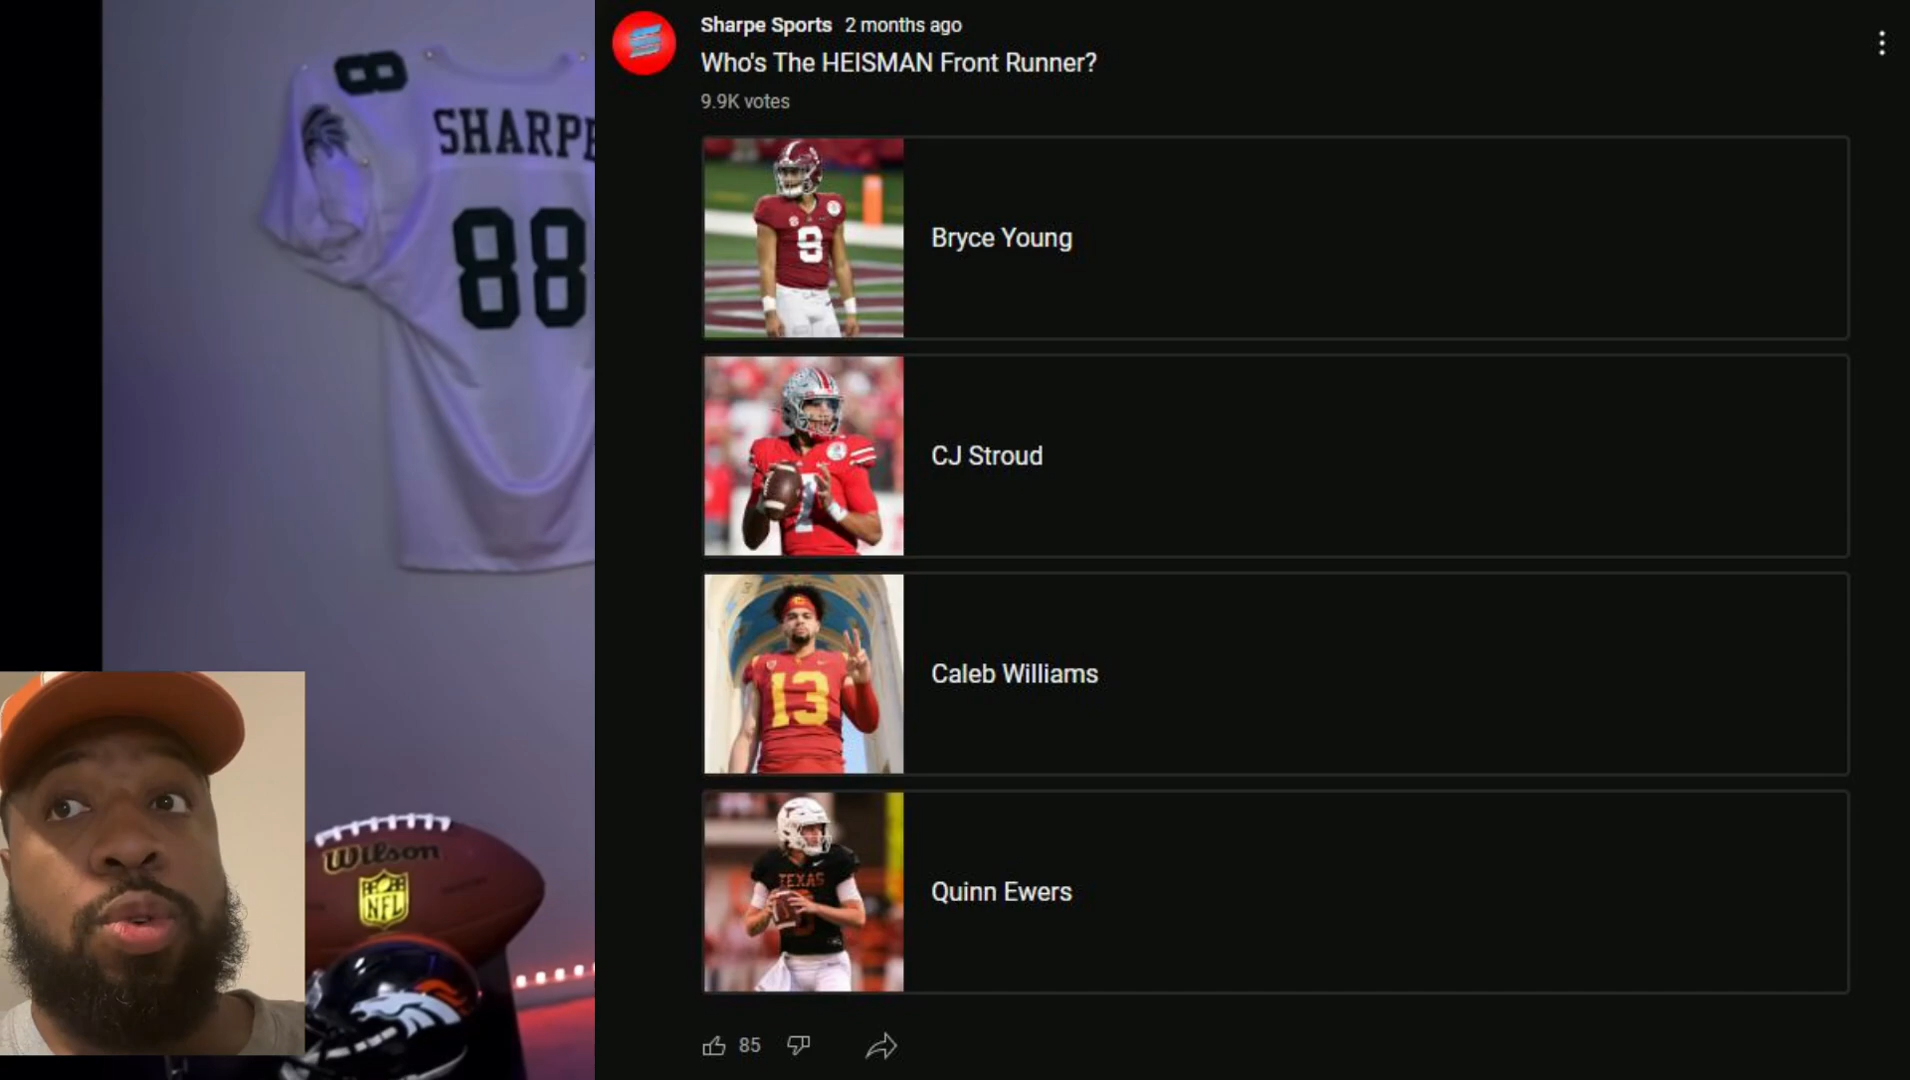 8
SHARPE
88
Wilson
NFL
Sharpe Sports 2 months ago
Who's The HEISMAN Front Runner?
9.9K votes
9
Bryce Young
7
CJ Stroud
13
Caleb Williams
TEXAS
Quinn Ewers
85